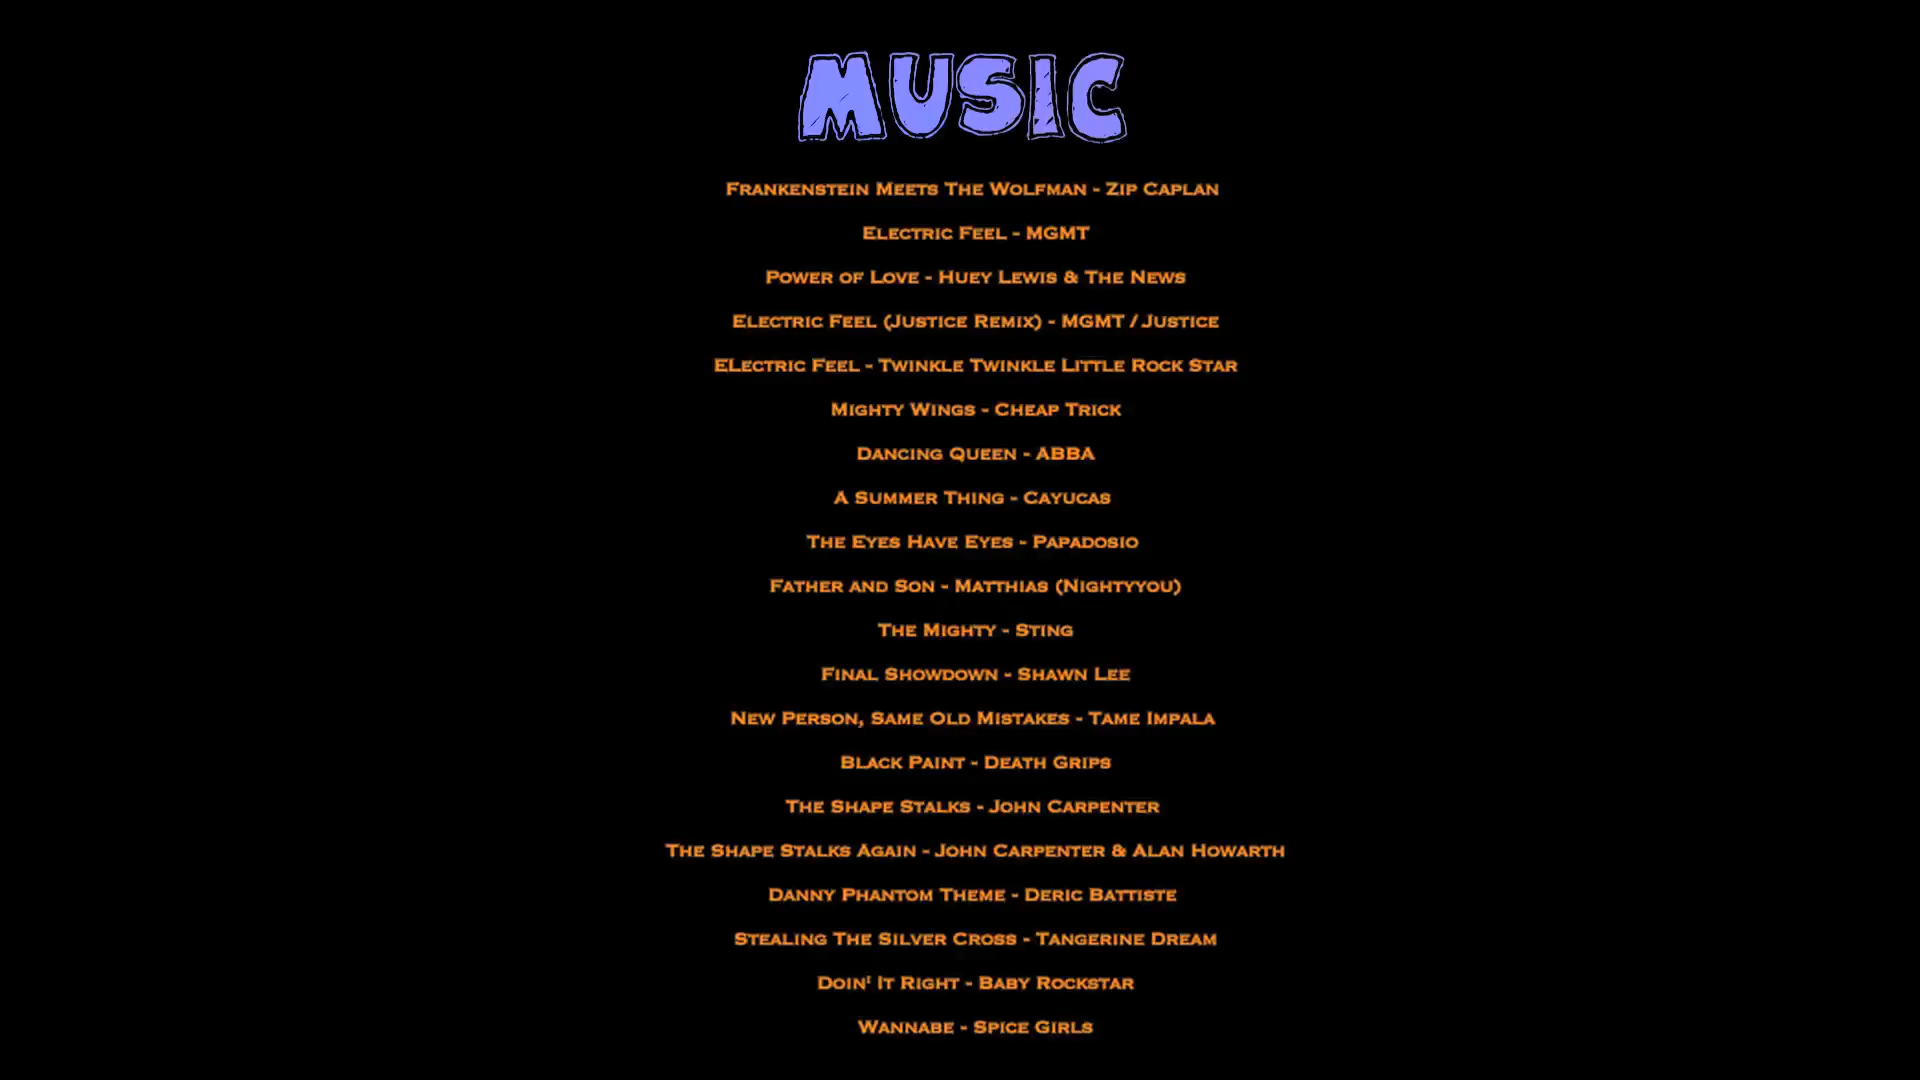 MUSIC
Frankenstein Meets The Wolfman - Zip Caplan
Electric Feel - MGMT
Power of Love - Huey Lewis & The News
Electric Feel (Justice Remix) - MGMT / Justice
ELectric Feel - Twinkle Twinkle Little Rock Star
Mighty Wings - Cheap Trick
Dancing Queen - ABBA
A Summer Thing - Cayucas
The Eyes Have Eyes - Papadosio
Father and Son - Matthias (Nightyyou)
The Mighty - Sting
Final Showdown - Shawn Lee
New Person, Same Old Mistakes - Tame Impala
Black Paint - Death Grips
The Shape Stalks - John Carpenter
The Shape Stalks Again - John Carpenter & Alan Howarth
Danny Phantom Theme - Deric Battiste
Stealing The Silver Cross - Tangerine Dream
Doin' It Right - Baby Rockstar
Wannabe - Spice Girls